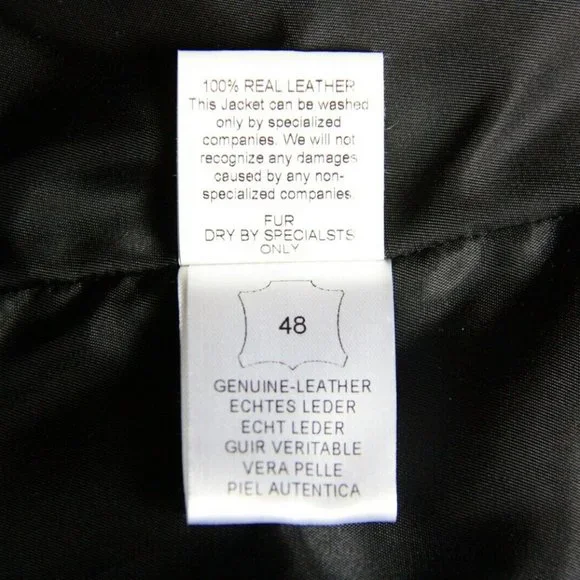 100% REAL LEATHER
This Jacket can be washed
only by specialized
companies. We will not
recognize any damages
caused by any non-
specialized companies.
FUR
DRY BY SPECIALSTS
ONLY
48
GENUINE-LEATHER
ECHTES LEDER
ECHT LEDER
GUIR VERITABLE
VERA PELLE
PIEL AUTENTICA